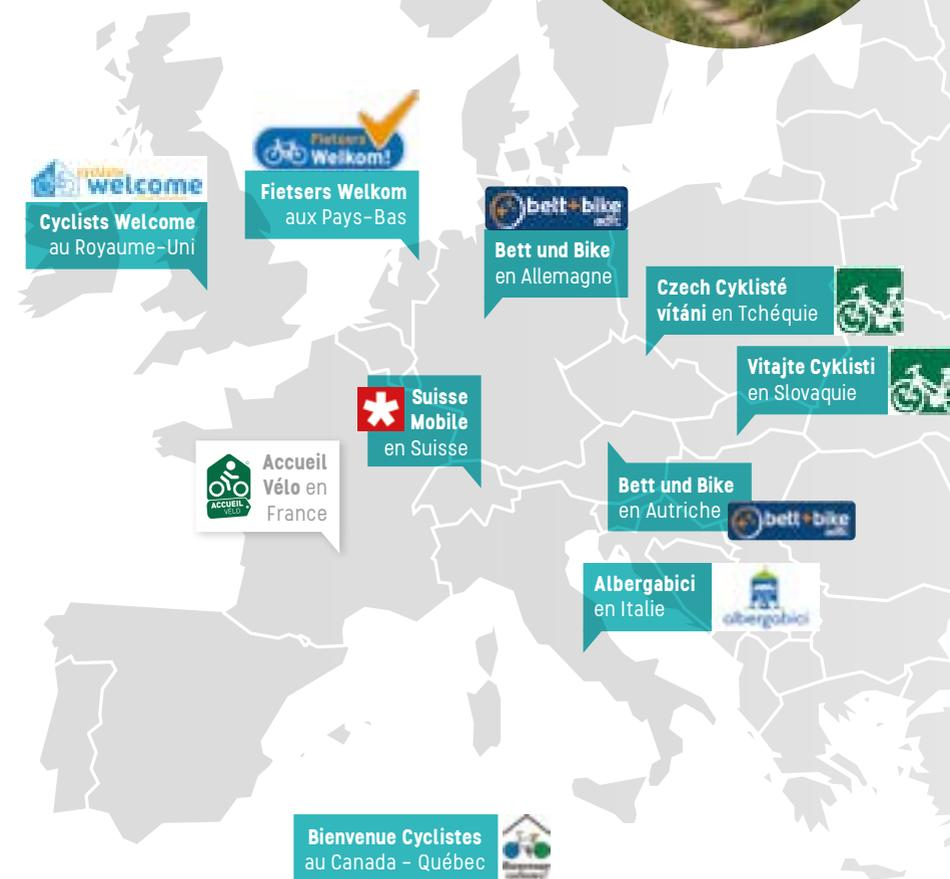 Fietsers
Welkom!
Fietsers Welkom
aux Pays-Bas
welcome
Cyclists Welcome
au Royaume-Uni
bett+bike
Bett und Bike
en Allemagne
Czech Cyklisté
vítáni en Tchéquie
Vitajte Cyklisti
en Slovaquie
Suisse
Mobile
en Suisse
Accueil
Vélo en
France
ACCUEIL
VÉLO
Bett und Bike
en Autriche
bett+bike
Albergabici
en Italie
albergabici
Bienvenue Cyclistes
au Canada - Québec